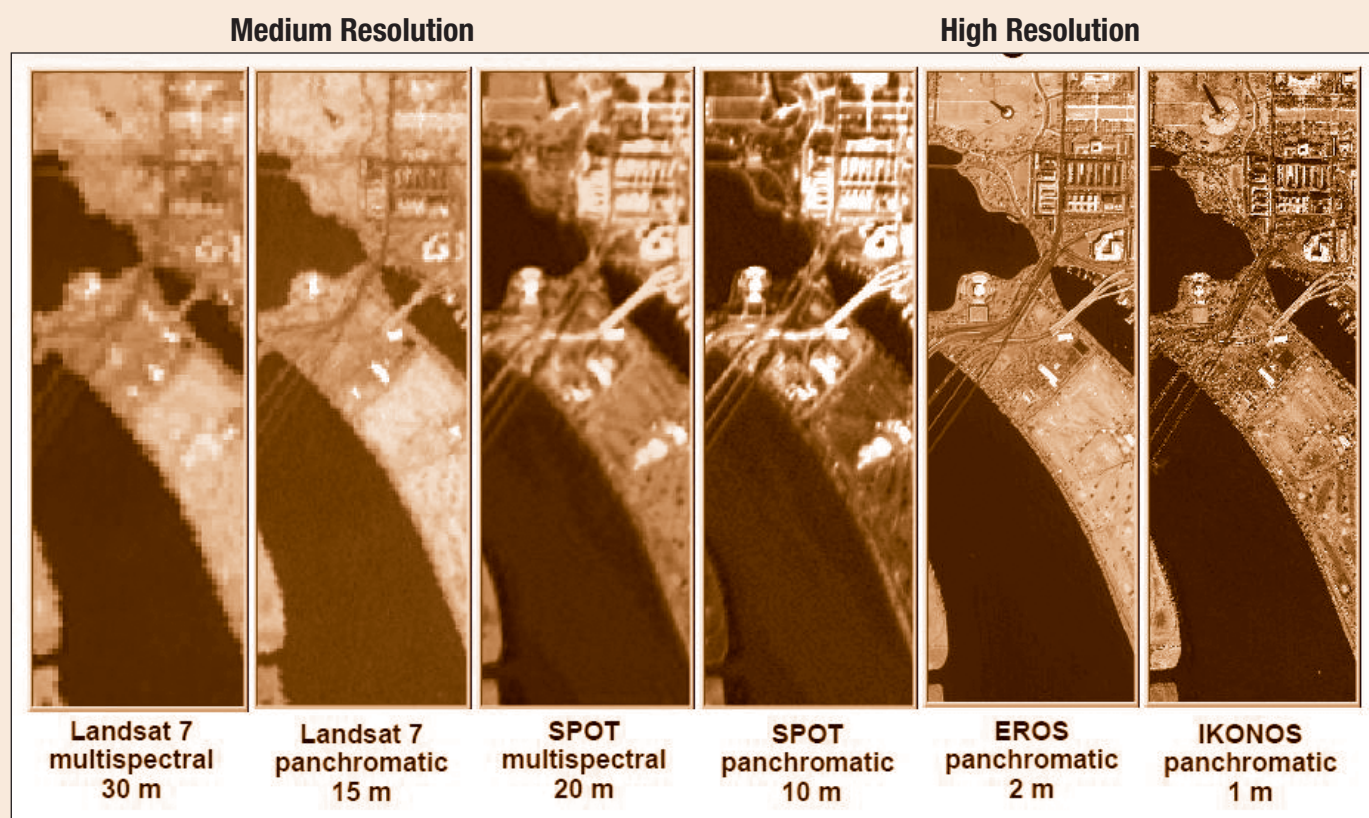 Medium Resolution
High Resolution
Landsat 7
multispectral
30 m
Landsat 7
panchromatic
15 m
SPOT
multispectral
20 m
SPOT
panchromatic
10 m
EROS
panchromatic
2 m
IKONOS
panchromatic
1 m